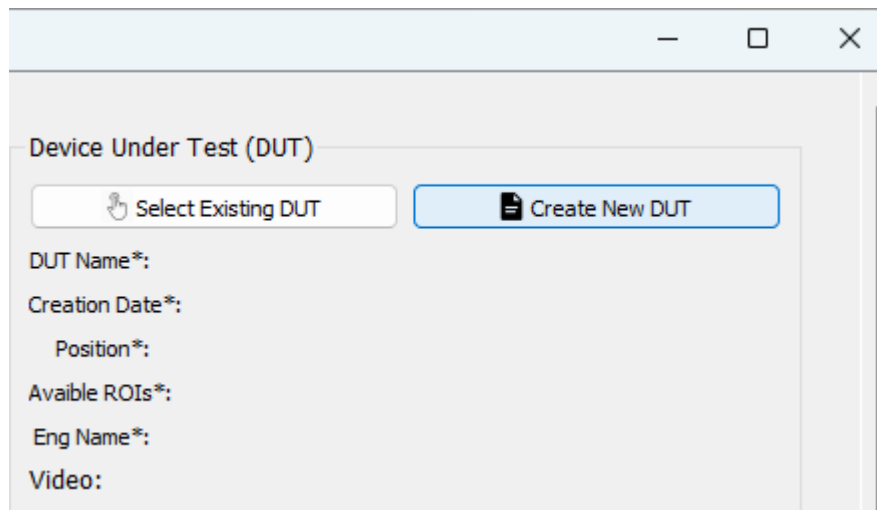 Device Under Test (DUT)
Select Existing DUT
Create New DUT
DUT Name*:
Creation Date*:
Position*:
Avaible ROIs*:
Eng Name*:
Video: